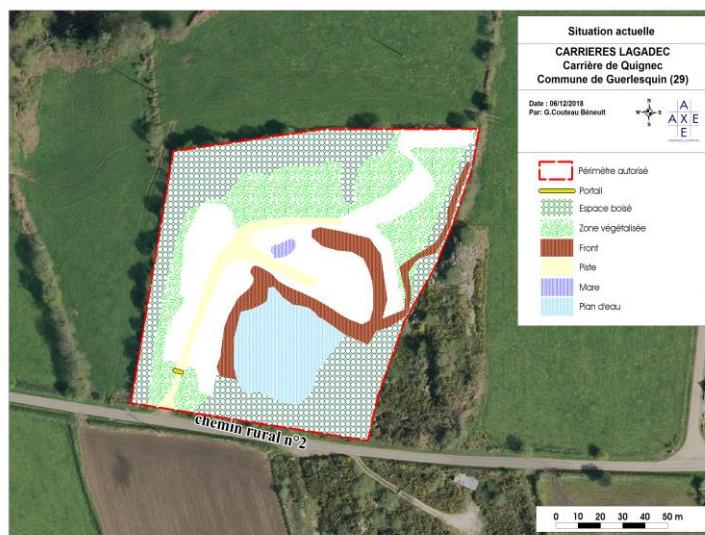 Situation actuelle
CARRIERES LAGADEC
Carrière de Quignec
Commune de Guerlesquin (29)
Date : 06/12/2018
Par: G.Couteau Béneult
N
W E
S
A
A X E
E
Périmètre autorisé
Portail
Espace boisé
Zone végétalisée
Front
Piste
Mare
Plan d'eau
chemin rural n°2
0 10 20 30 40 50 m